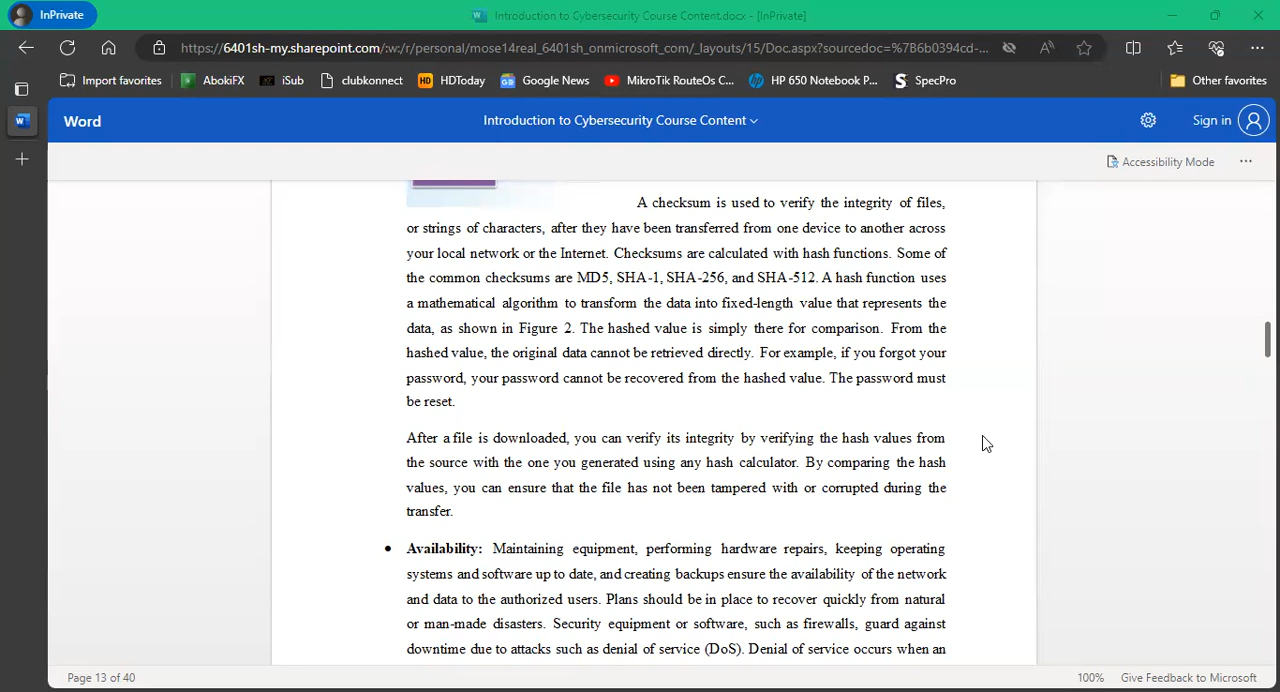 InPrivate
Introduction to Cybersecurity Course Content.docx - [InPrivate]
https://6401sh-my.sharepoint.com/:w:/r/personal/mose14real_6401sh_onmicrosoft_com/_layouts/15/Doc.aspx?sourcedoc=%7B6b0394cd-...
Import favorites
AbokiFX
iSub
clubkonnect
HD HDToday
Google News
MikroTik RouteOs C...
HP 650 Notebook P...
SpecPro
Other favorites
Word
Introduction to Cybersecurity Course Content
Sign in
Accessibility Mode
A checksum is used to verify the integrity of files,
or strings of characters, after they have been transferred from one device to another across
your local network or the Internet. Checksums are calculated with hash functions. Some of
the common checksums are MD5, SHA-1, SHA-256, and SHA-512. A hash function uses
a mathematical algorithm to transform the data into fixed-length value that represents the
data, as shown in Figure 2. The hashed value is simply there for comparison. From the
hashed value, the original data cannot be retrieved directly. For example, if you forgot your
password, your password cannot be recovered from the hashed value. The password must
be reset.
After a file is downloaded, you can verify its integrity by verifying the hash values from
the source with the one you generated using any hash calculator. By comparing the hash
values, you can ensure that the file has not been tampered with or corrupted during the
transfer.
• Availability: Maintaining equipment, performing hardware repairs, keeping operating
systems and software up to date, and creating backups ensure the availability of the network
and data to the authorized users. Plans should be in place to recover quickly from natural
or man-made disasters. Security equipment or software, such as firewalls, guard against
downtime due to attacks such as denial of service (DoS). Denial of service occurs when an
Page 13 of 40
100%
Give Feedback to Microsoft